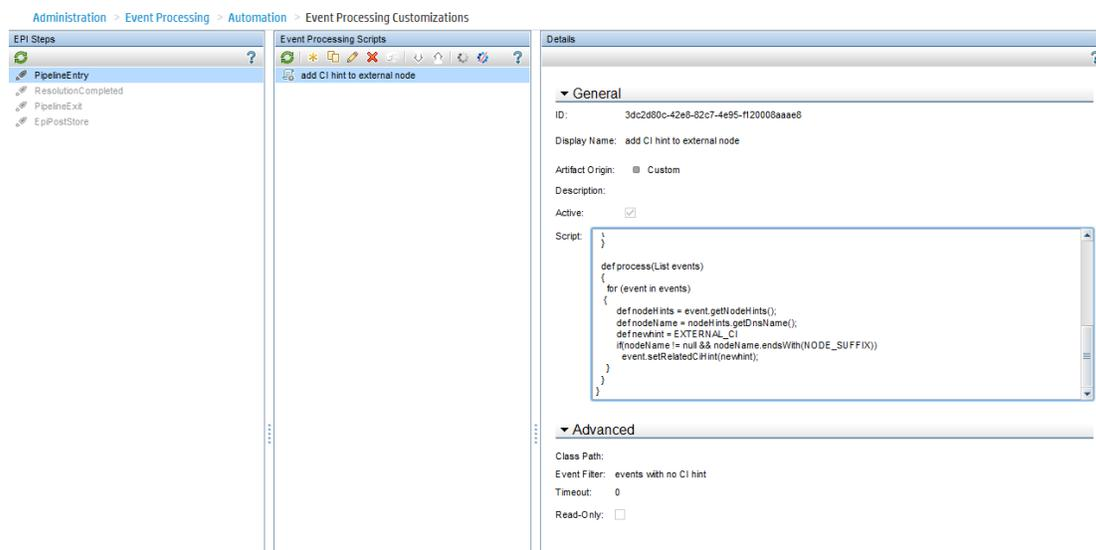 Administration > Event Processing > Automation > Event Processing Customizations
EPI Steps
?
PipelineEntry
ResolutionCompleted
PipelineExit
EpiPostStore
Event Processing Scripts
?
add CI hint to external node
Details
?
General
ID: 3dc2d80c-42e8-82c7-4e95-f120008aaae8
Display Name: add CI hint to external node
Artifact Origin: Custom
Description:
Active:
Script:
}
def process(List events)
{
for (event in events)
{
def nodeHints = event.getNodeHints();
def nodeName = nodeHints.getDnsName();
def newhint = EXTERNAL_CI
if(nodeName != null && nodeName.endsWith(NODE_SUFFIX))
event.setRelatedCiHint(newhint);
}
}
}
Advanced
Class Path:
Event Filter: events with no CI hint
Timeout: 0
Read-Only: